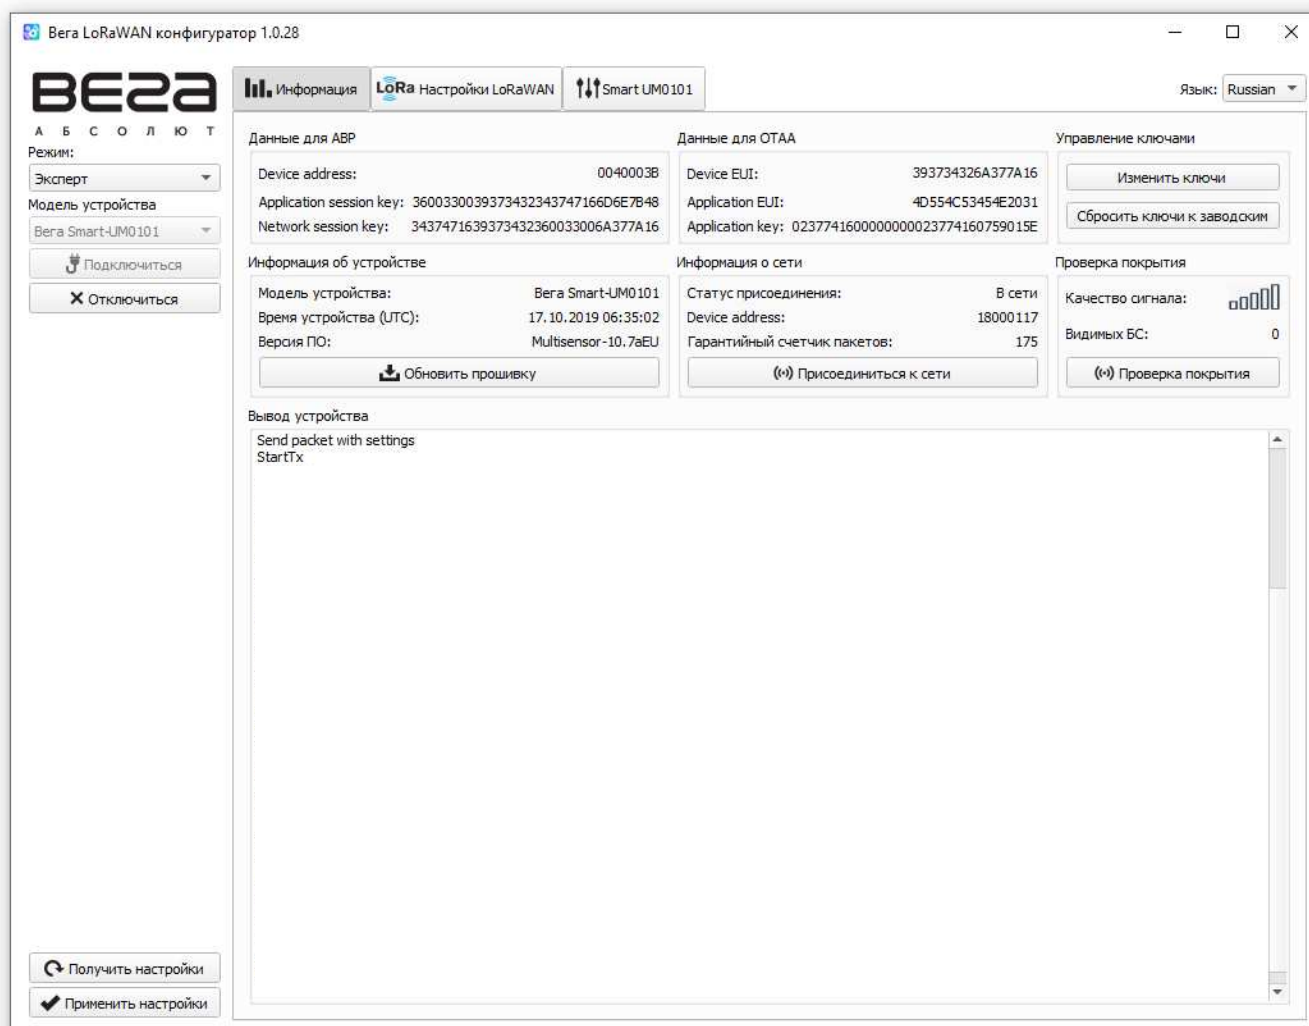 Вега LoRaWAN конфигуратор 1.0.28
ВЕГА
АБСОЛЮТ
Режим:
Эксперт
Модель устройства
Вега Smart-UM0101
Подключиться
Отключиться
Информация
LoRa Настройки LoRaWAN
Smart UM0101
Язык: Russian
Данные для ABP
Device address: 0040003B
Application session key: 3600330039373432343747166D6E7B48
Network session key: 3437471639373432360033006A377A16
Данные для OTAA
Device EUI: 393734326A377A16
Application EUI: 4D554C53454E2031
Application key: 0237741600000000023774160759015E
Управление ключами
Изменить ключи
Сбросить ключи к заводским
Информация об устройстве
Модель устройства: Вега Smart-UM0101
Время устройства (UTC): 17.10.2019 06:35:02
Версия ПО: Multisensor-10.7aEU
Обновить прошивку
Информация о сети
Статус присоединения: В сети
Device address: 18000117
Гарантийный счетчик пакетов: 175
Присоединиться к сети
Проверка покрытия
Качество сигнала:
Видимых БС: 0
Проверка покрытия
Вывод устройства
Send packet with settings
StartTx
Получить настройки
Применить настройки